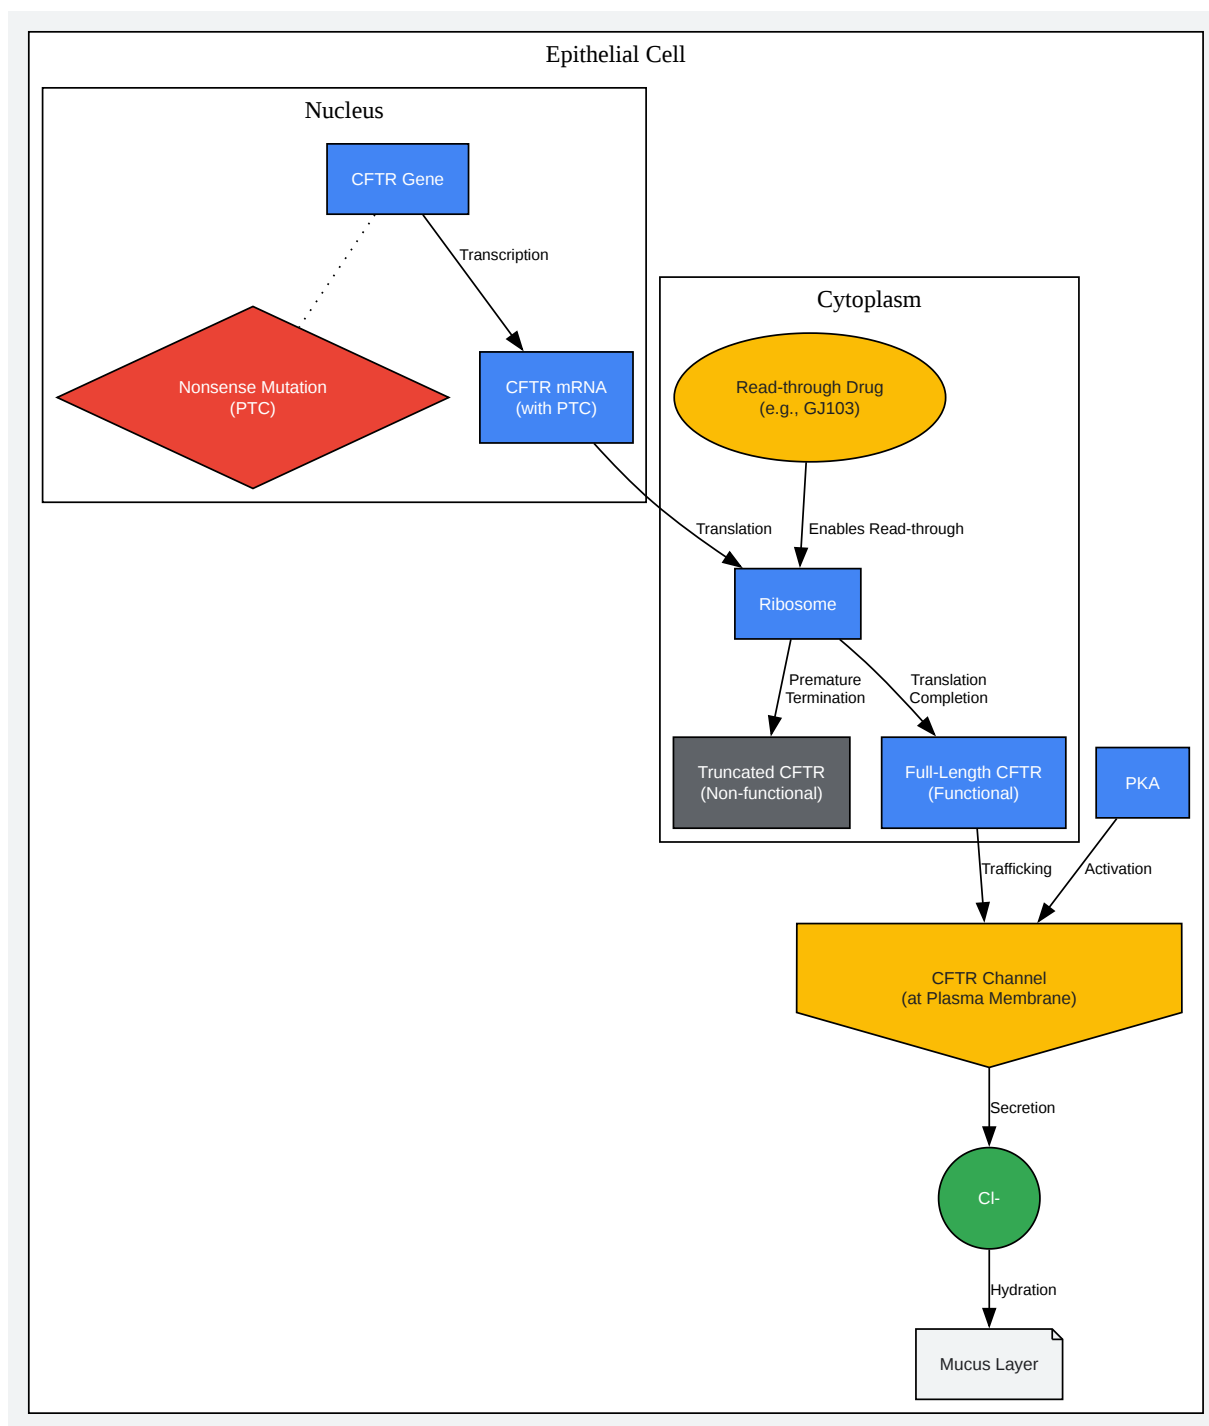 Epithelial Cell
Nucleus
CFTR Gene
Transcription
Nonsense Mutation
(PTC)
CFTR mRNA
(with PTC)
Cytoplasm
Read-through Drug
(e.g., GJ103)
Translation
Enables Read-through
Ribosome
Premature
Termination
Translation
Completion
Truncated CFTR
(Non-functional)
Full-Length CFTR
(Functional)
PKA
Trafficking
Activation
CFTR Channel
(at Plasma Membrane)
Secretion
Cl-
Hydration
Mucus Layer